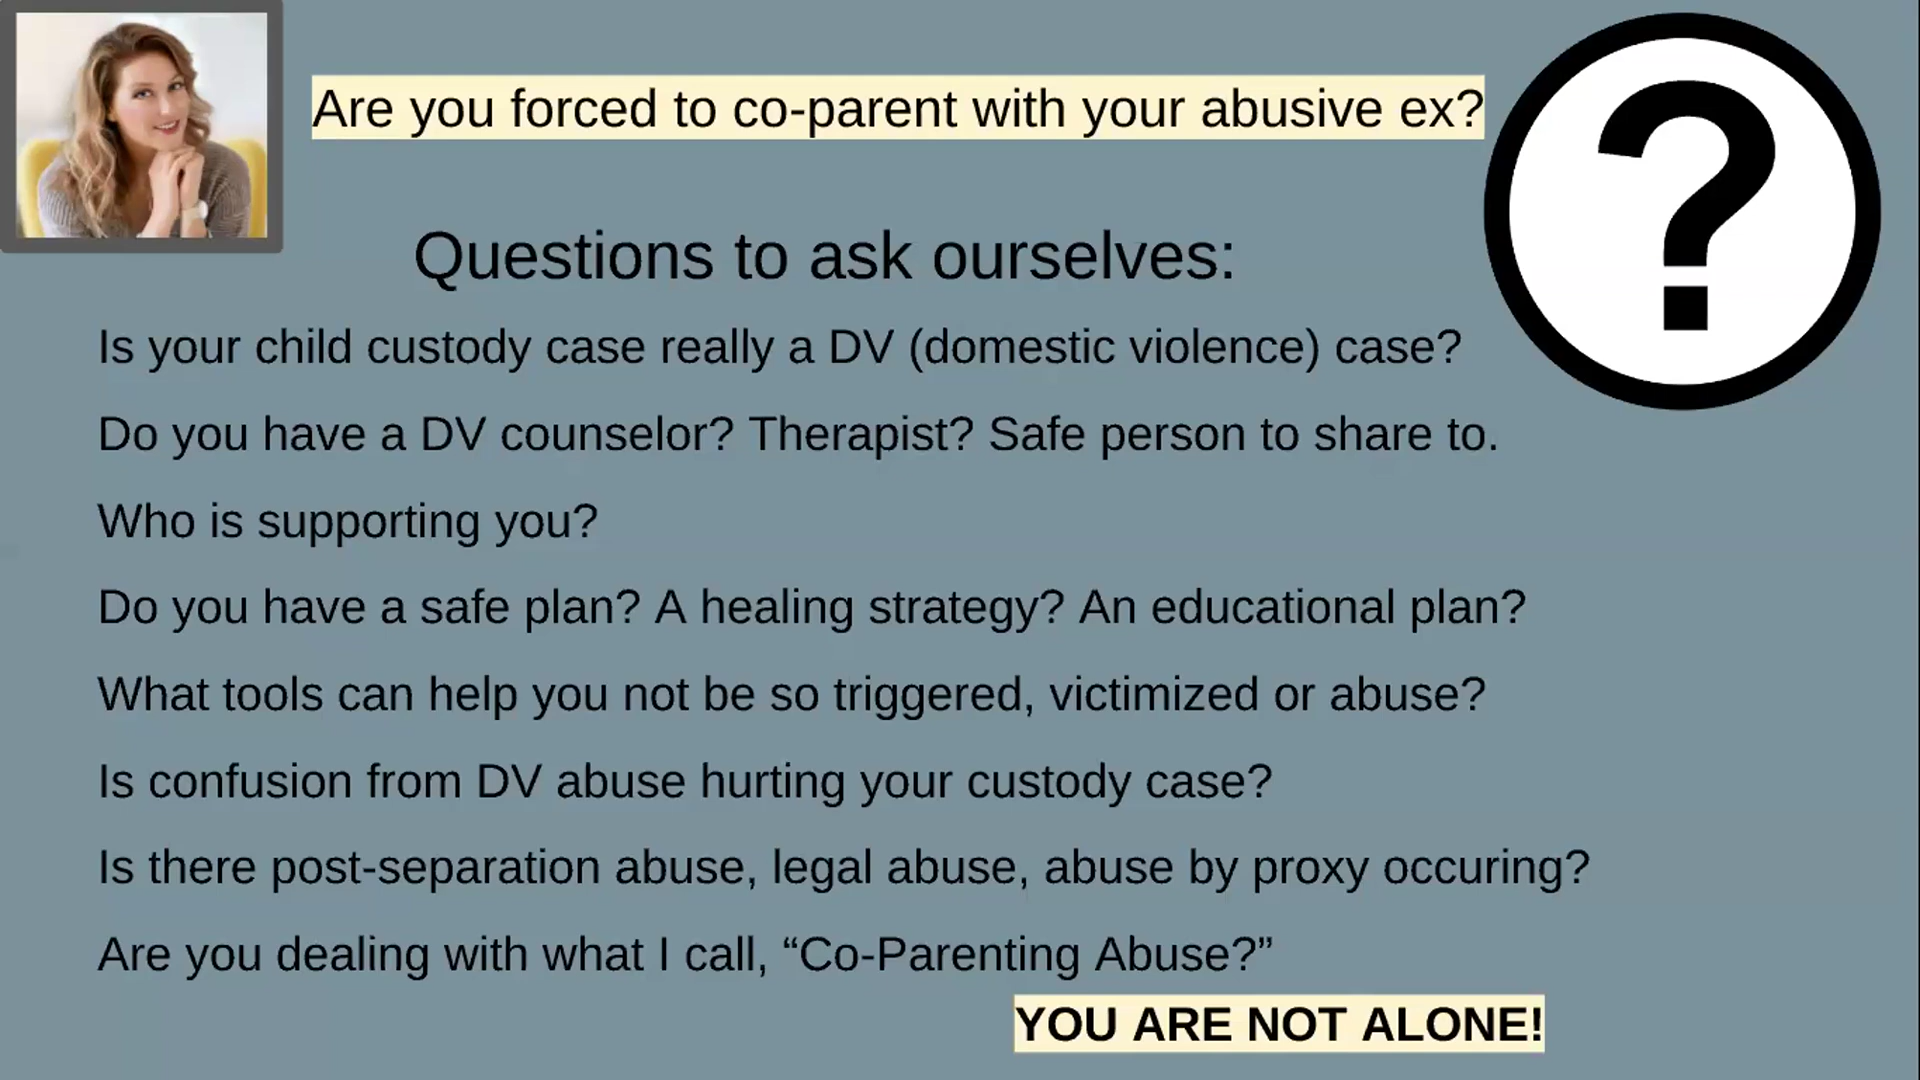 Are you forced to co-parent with your abusive ex?
?
Questions to ask ourselves:
Is your child custody case really a DV (domestic violence) case?
Do you have a DV counselor? Therapist? Safe person to share to.
Who is supporting you?
Do you have a safe plan? A healing strategy? An educational plan?
What tools can help you not be so triggered, victimized or abuse?
Is confusion from DV abuse hurting your custody case?
Is there post-separation abuse, legal abuse, abuse by proxy occuring?
Are you dealing with what I call, “Co-Parenting Abuse?”
YOU ARE NOT ALONE!